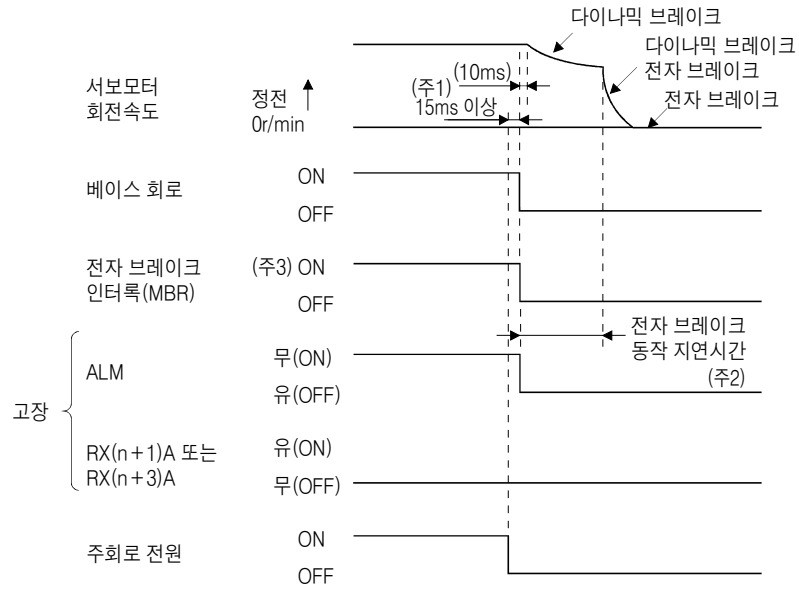 다이나믹 브레이크
다이나믹 브레이크
전자 브레이크
전자 브레이크
서보모터
회전속도
정전
0r/min
(주1)
(10ms)
15ms 이상
베이스 회로
ON
OFF
전자 브레이크
인터록(MBR)
(주3) ON
OFF
전자 브레이크
동작 지연시간
(주2)
고장
ALM
무(ON)
유(OFF)
RX(n+1)A 또는
RX(n+3)A
유(ON)
무(OFF)
주회로 전원
ON
OFF